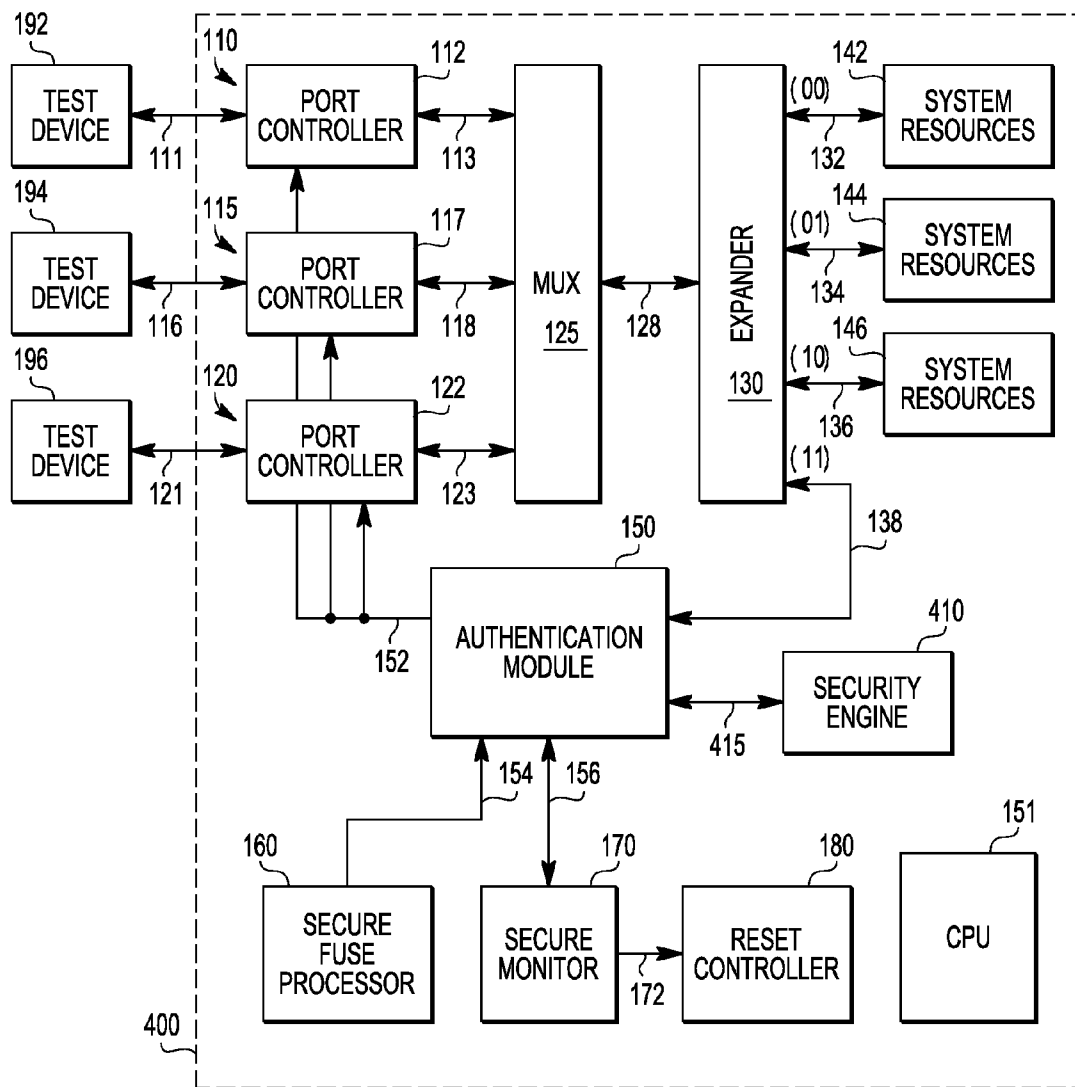 192
TEST
DEVICE
111
110
112
PORT
CONTROLLER
113
194
TEST
DEVICE
116
115
117
PORT
CONTROLLER
118
196
TEST
DEVICE
121
120
122
PORT
CONTROLLER
123
MUX
125
128
EXPANDER
130
(00)
132
142
SYSTEM
RESOURCES
(01)
134
144
SYSTEM
RESOURCES
(10)
136
146
SYSTEM
RESOURCES
(11)
138
150
AUTHENTICATION
MODULE
152
410
SECURITY
ENGINE
415
154
156
160
SECURE
FUSE
PROCESSOR
170
SECURE
MONITOR
172
180
RESET
CONTROLLER
151
CPU
400